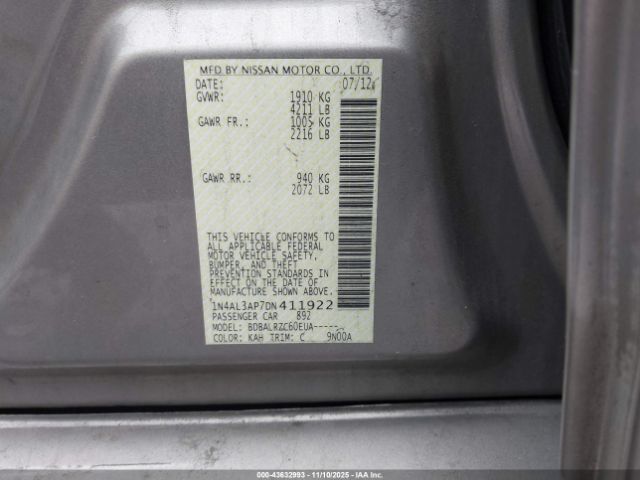 MFD BY NISSAN MOTOR CO., LTD.
DATE: 07/12
GVWR: 1910 KG
4211 LB
GAWR FR.: 1005 KG
2216 LB
GAWR RR.: 940 KG
2072 LB
THIS VEHICLE CONFORMS TO
ALL APPLICABLE FEDERAL
MOTOR VEHICLE SAFETY,
BUMPER, AND THEFT
PREVENTION STANDARDS
IN EFFECT ON THE DATE OF
MANUFACTURE SHOWN ABOVE.
1N4AL3AP7DN411922
PASSENGER CAR 892
MODEL: BDBALRZC60EUA-----
COLOR: KAH TRIM: C 9N00A
000-43632993 - 11/10/2025 - IAAI.COM